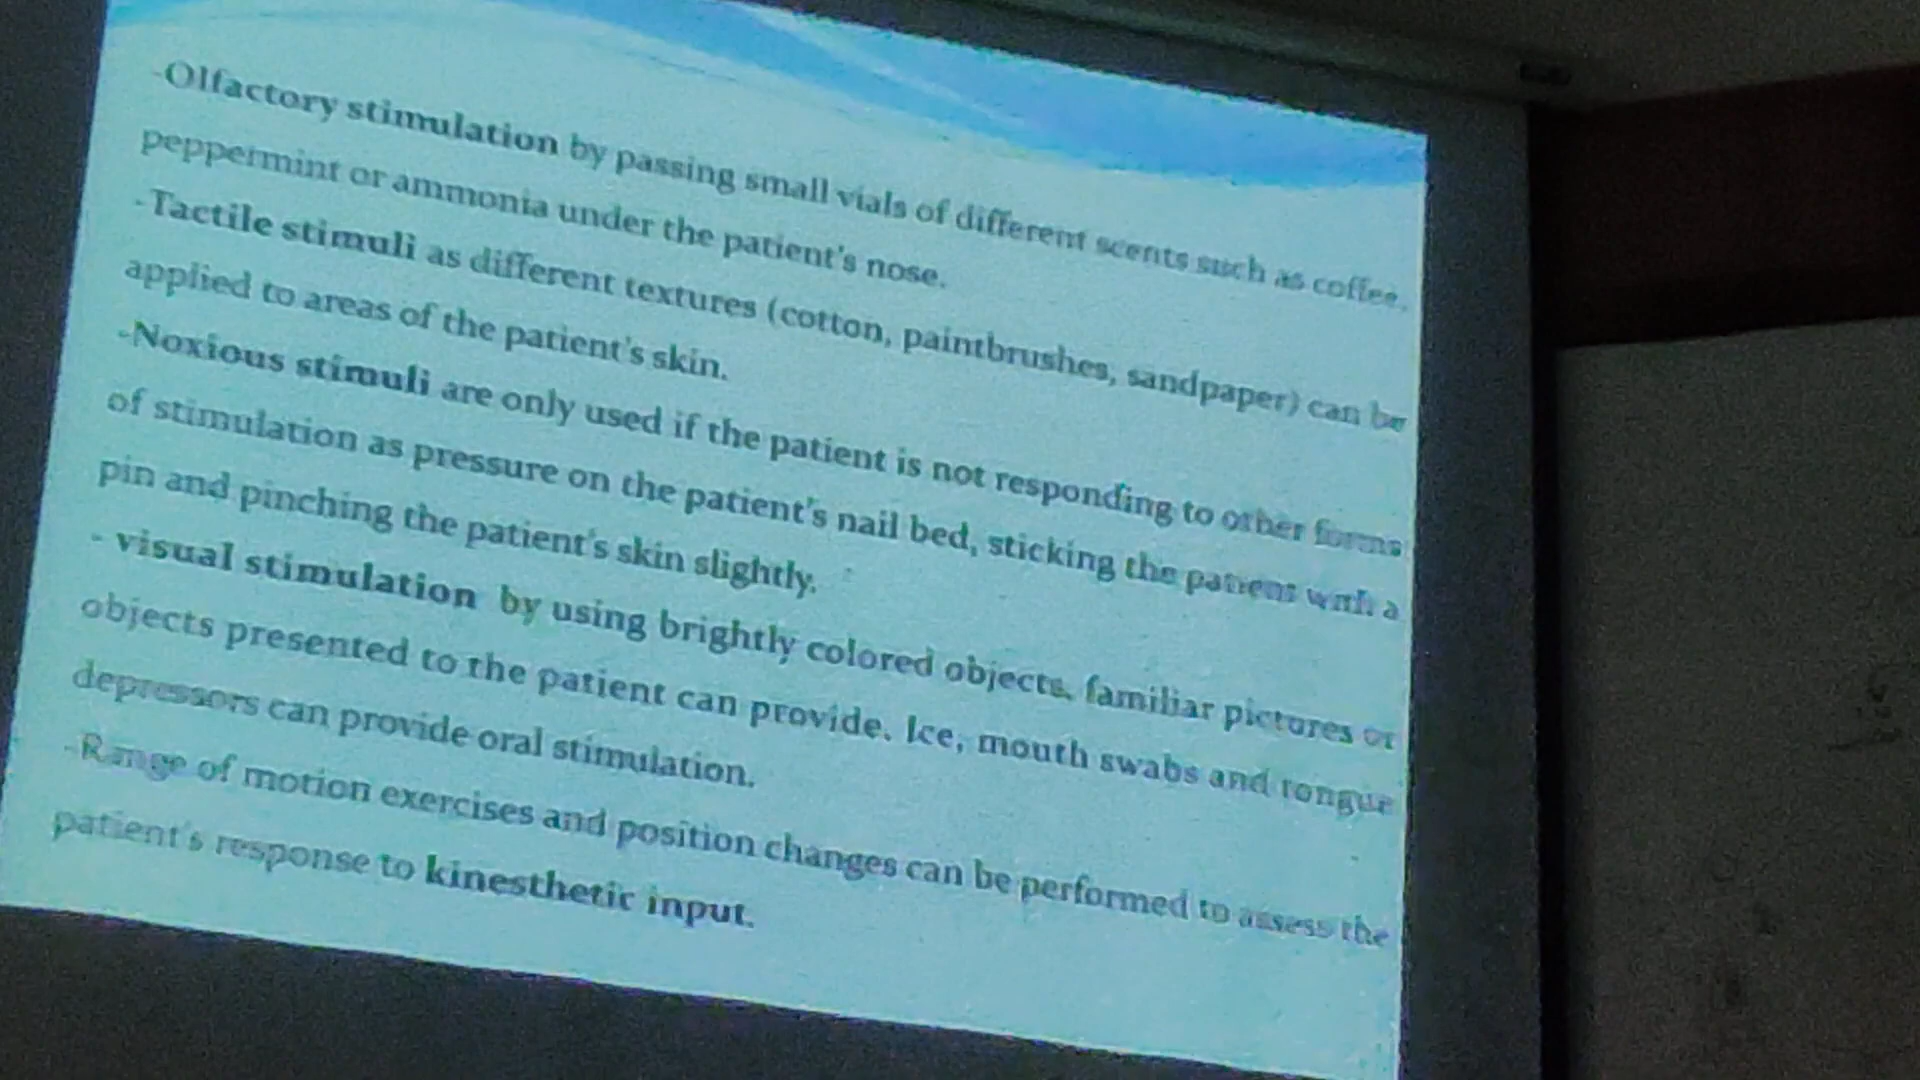 -Olfactory stimulation by passing small vials of different scents such as coffee,
peppermint or ammonia under the patient's nose.
-Tactile stimuli as different textures (cotton, paintbrushes, sandpaper) can be
applied to areas of the patient's skin.
-Noxious stimuli are only used if the patient is not responding to other forms
of stimulation as pressure on the patient's nail bed, sticking the patient with a
pin and pinching the patient's skin slightly.
- visual stimulation by using brightly colored objects, familiar pictures or
objects presented to the patient can provide. Ice, mouth swabs and tongue
depressors can provide oral stimulation.
-Range of motion exercises and position changes can be performed to assess the
patient's response to kinesthetic input.